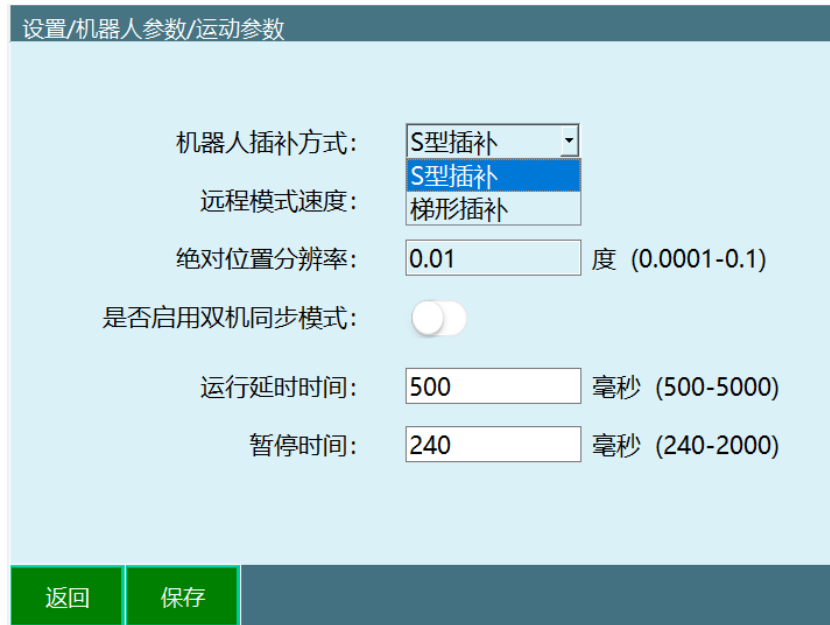 设置/机器人参数/运动参数
机器人插补方式: S型插补
S型插补
远程模式速度: 梯形插补
绝对位置分辨率: 0.01 度 (0.0001-0.1)
是否启用双机同步模式:
运行延时时间: 500 毫秒 (500-5000)
暂停时间: 240 毫秒 (240-2000)
返回 保存